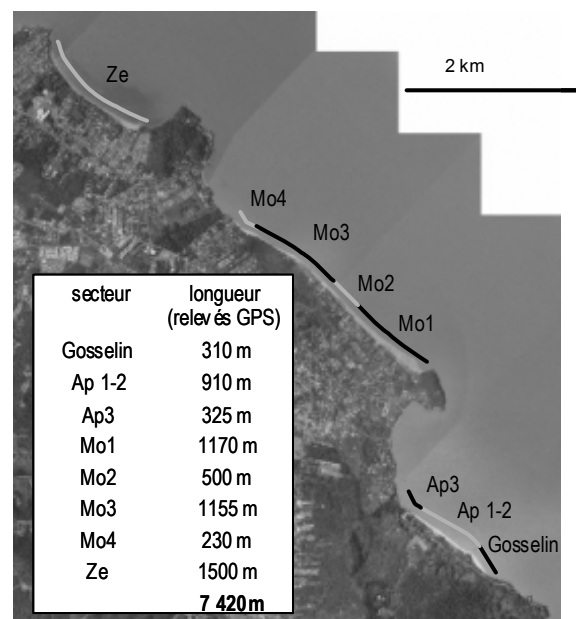 Ze
2 km
Mo4
Mo3
Mo2
Mo1
Ap3
Ap 1-2
Gosselin
secteur longueur
(relevés GPS)
Gosselin 310 m
Ap 1-2 910 m
Ap3 325 m
Mo1 1170 m
Mo2 500 m
Mo3 1155 m
Mo4 230 m
Ze 1500 m
7 420 m